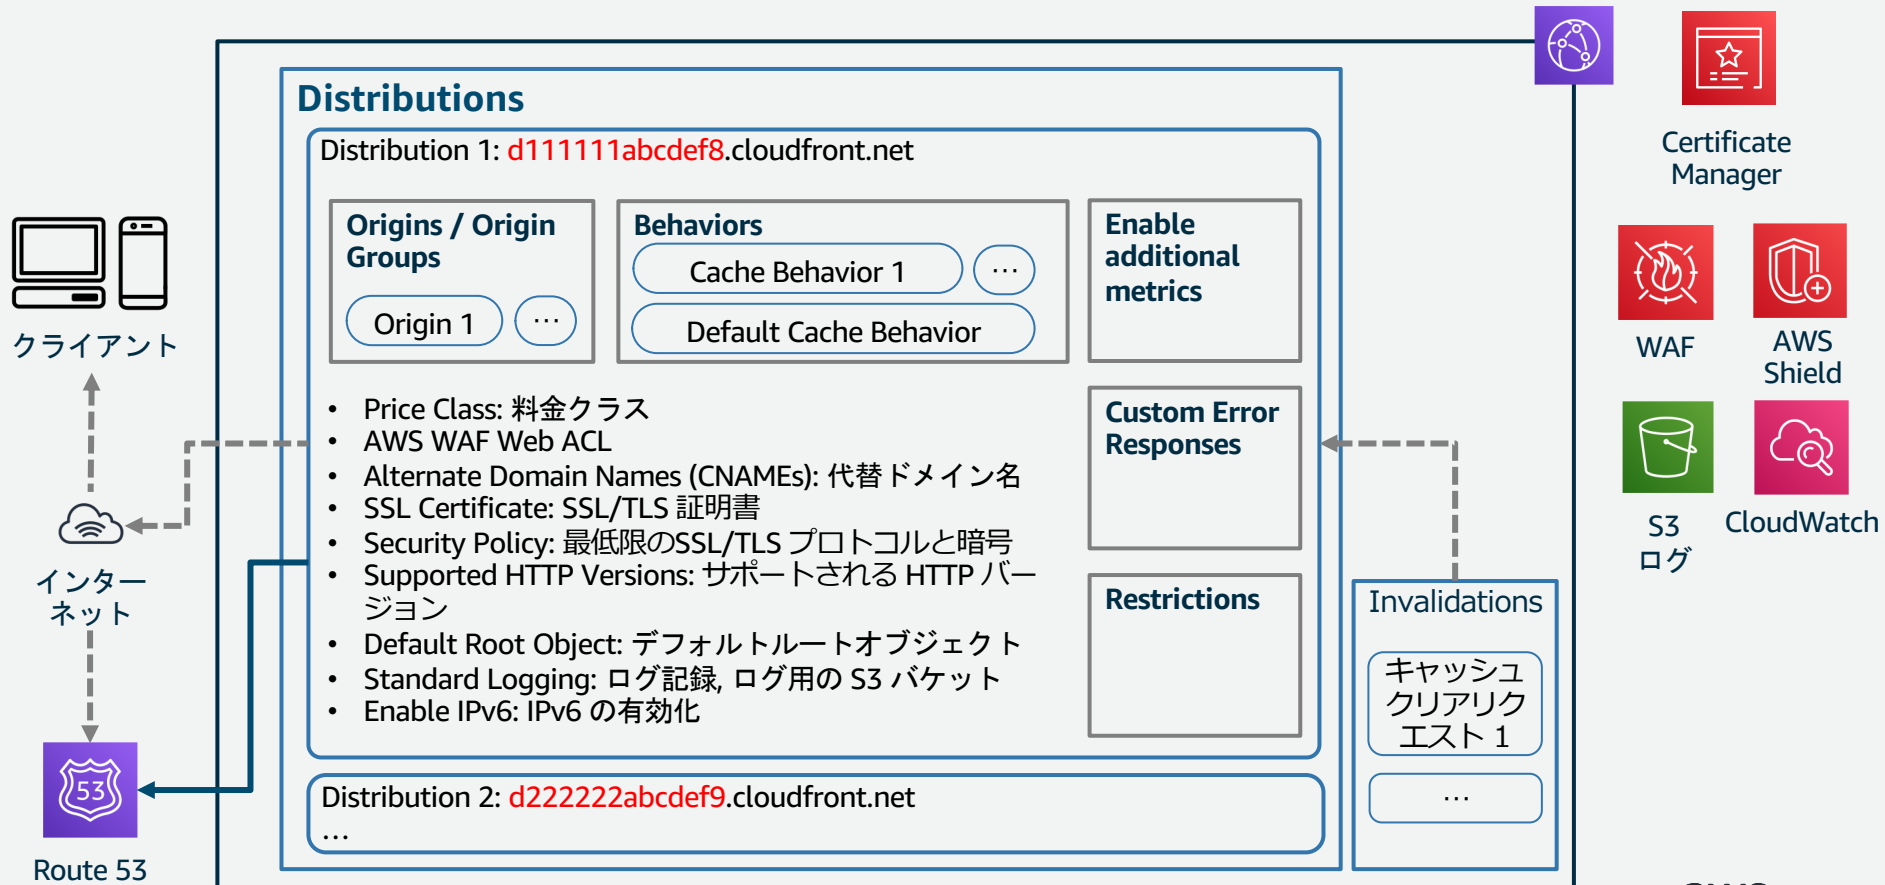 Distributions
Distribution 1: d111111abcdef8.cloudfront.net
Origins / Origin
Groups
Origin 1
…
Behaviors
Cache Behavior 1
…
Default Cache Behavior
Enable
additional
metrics
• Price Class: 料金クラス
• AWS WAF Web ACL
• Alternate Domain Names (CNAMEs): 代替ドメイン名
• SSL Certificate: SSL/TLS 証明書
• Security Policy: 最低限のSSL/TLS プロトコルと暗号
• Supported HTTP Versions: サポートされる HTTP バー
ジョン
• Default Root Object: デフォルトルートオブジェクト
• Standard Logging: ログ記録, ログ用の S3 バケット
• Enable IPv6: IPv6 の有効化
Custom Error
Responses
Restrictions
Distribution 2: d222222abcdef9.cloudfront.net
…
Invalidations
キャッシュ
クリアリク
エスト 1
…
クライアント
インター
ネット
53
Route 53
Certificate
Manager
WAF
AWS
Shield
S3
ログ
CloudWatch